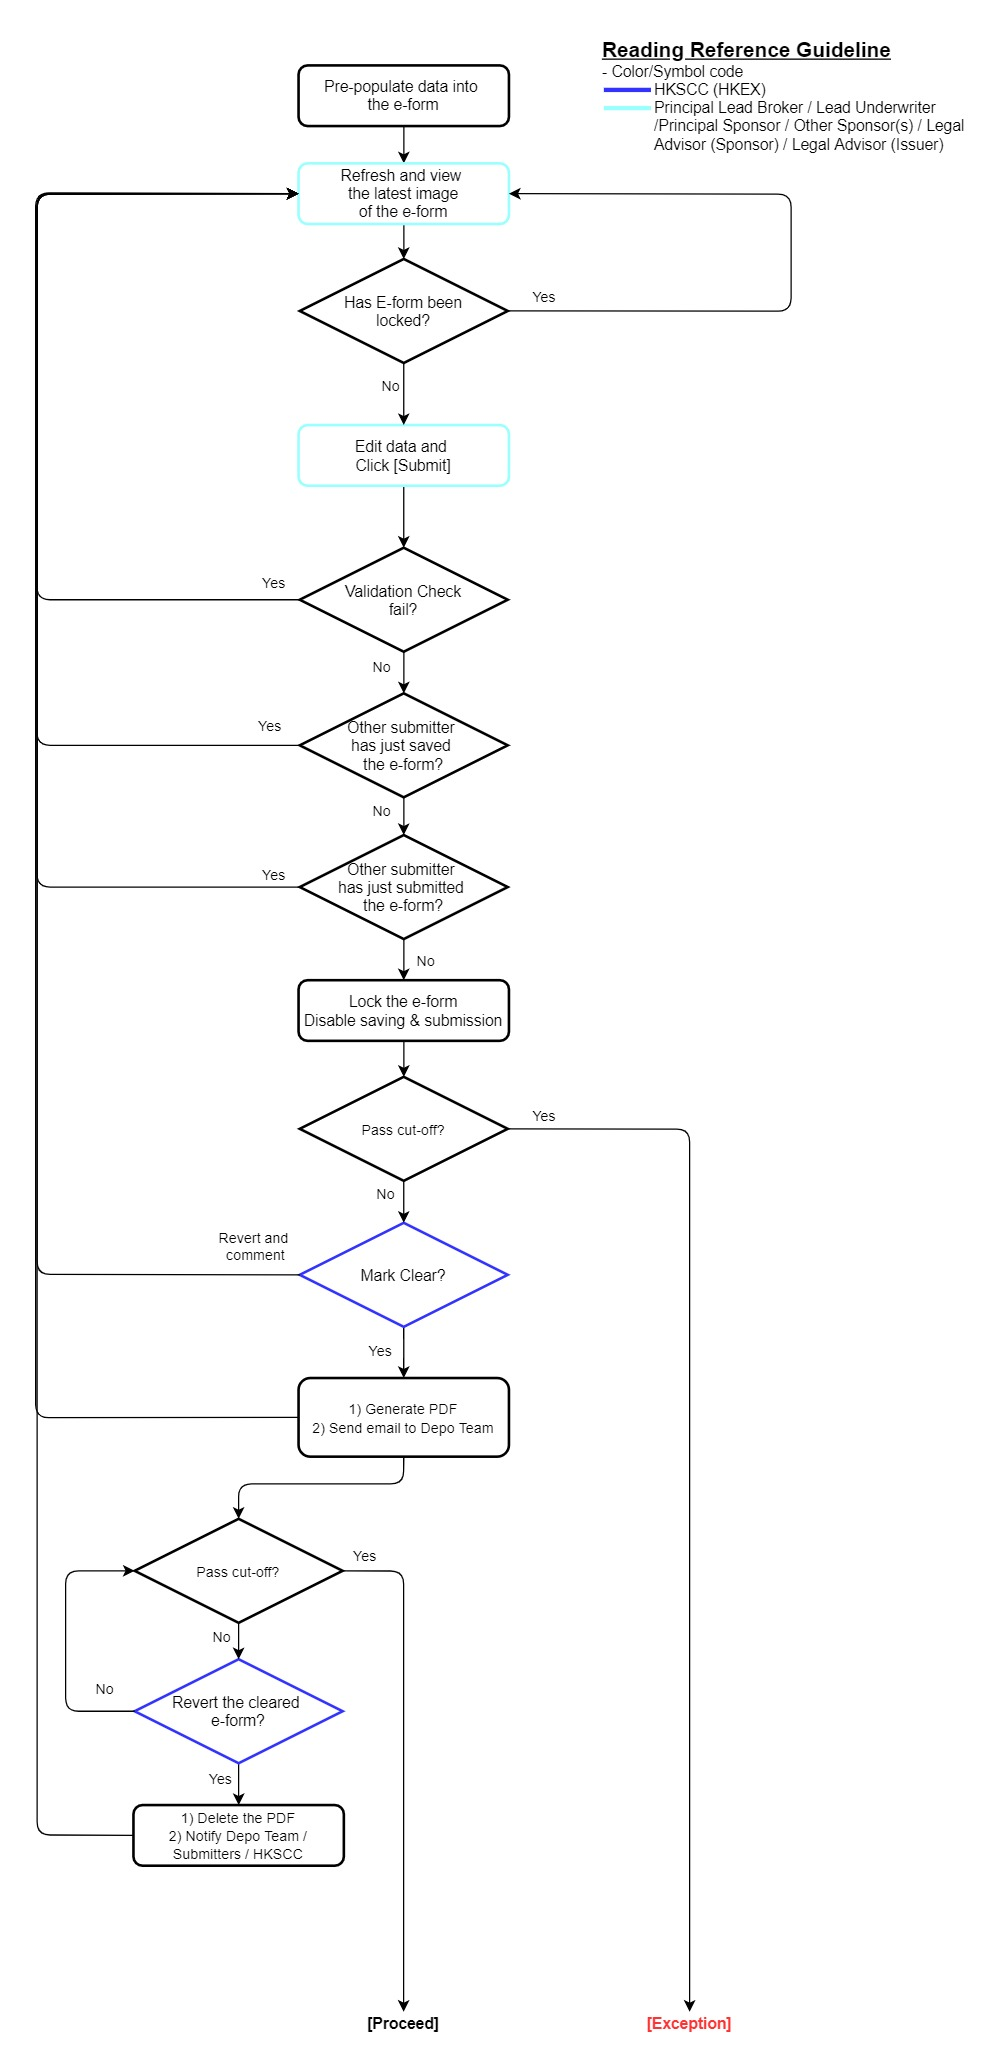 Reading Reference Guideline
- Color/Symbol code
HKSCC (HKEX)
Principal Lead Broker / Lead Underwriter
/Principal Sponsor / Other Sponsor(s) / Legal
Advisor (Sponsor) / Legal Advisor (Issuer)
Pre-populate data into
the e-form
Refresh and view
the latest image
of the e-form
Has E-form been
locked?
Yes
No
Edit data and
Click [Submit]
Validation Check
fail?
Yes
No
Other submitter
has just saved
the e-form?
Yes
No
Other submitter
has just submitted
the e-form?
Yes
No
Lock the e-form
Disable saving & submission
Pass cut-off?
Yes
No
Revert and
comment
Mark Clear?
Yes
1) Generate PDF
2) Send email to Depo Team
Pass cut-off?
Yes
No
Revert the cleared
e-form?
No
Yes
1) Delete the PDF
2) Notify Depo Team /
Submitters / HKSCC
[Proceed]
[Exception]